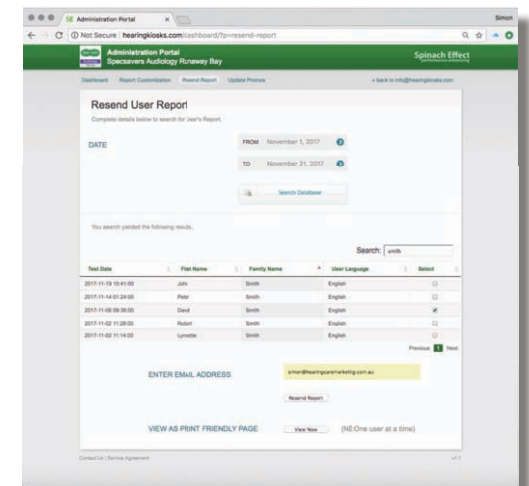 Administration Portal
Simon
Not Secure | hearingkiosks.com/dashboard/?p=resend-report
Administration Portal
Specsavers Audiology Runaway Bay
Spinach Effect
Dashboard Report Customization Resend Report Update Promos
« back to info@hearingkiosks.com
Resend User Report
Complete details below to search for User's Report.
DATE
FROM November 1, 2017
TO November 21, 2017
Search Database
You search yielded the following results.
Search: smith
Test Date First Name Family Name User Language Select
2017-11-19 10:41:00 John Smith English
2017-11-14 01:24:00 Peter Smith English
2017-11-06 09:36:00 David Smith English
2017-11-02 11:28:00 Robert Smith English
2017-11-02 11:14:00 Lynette Smith English
Previous 1 Next
ENTER EMAIL ADDRESS
simon@hearingcaremarketing.com.au
Resend Report
VIEW AS PRINT FRIENDLY PAGE View Now (NB:One user at a time)
Contact Us | Service Agreement